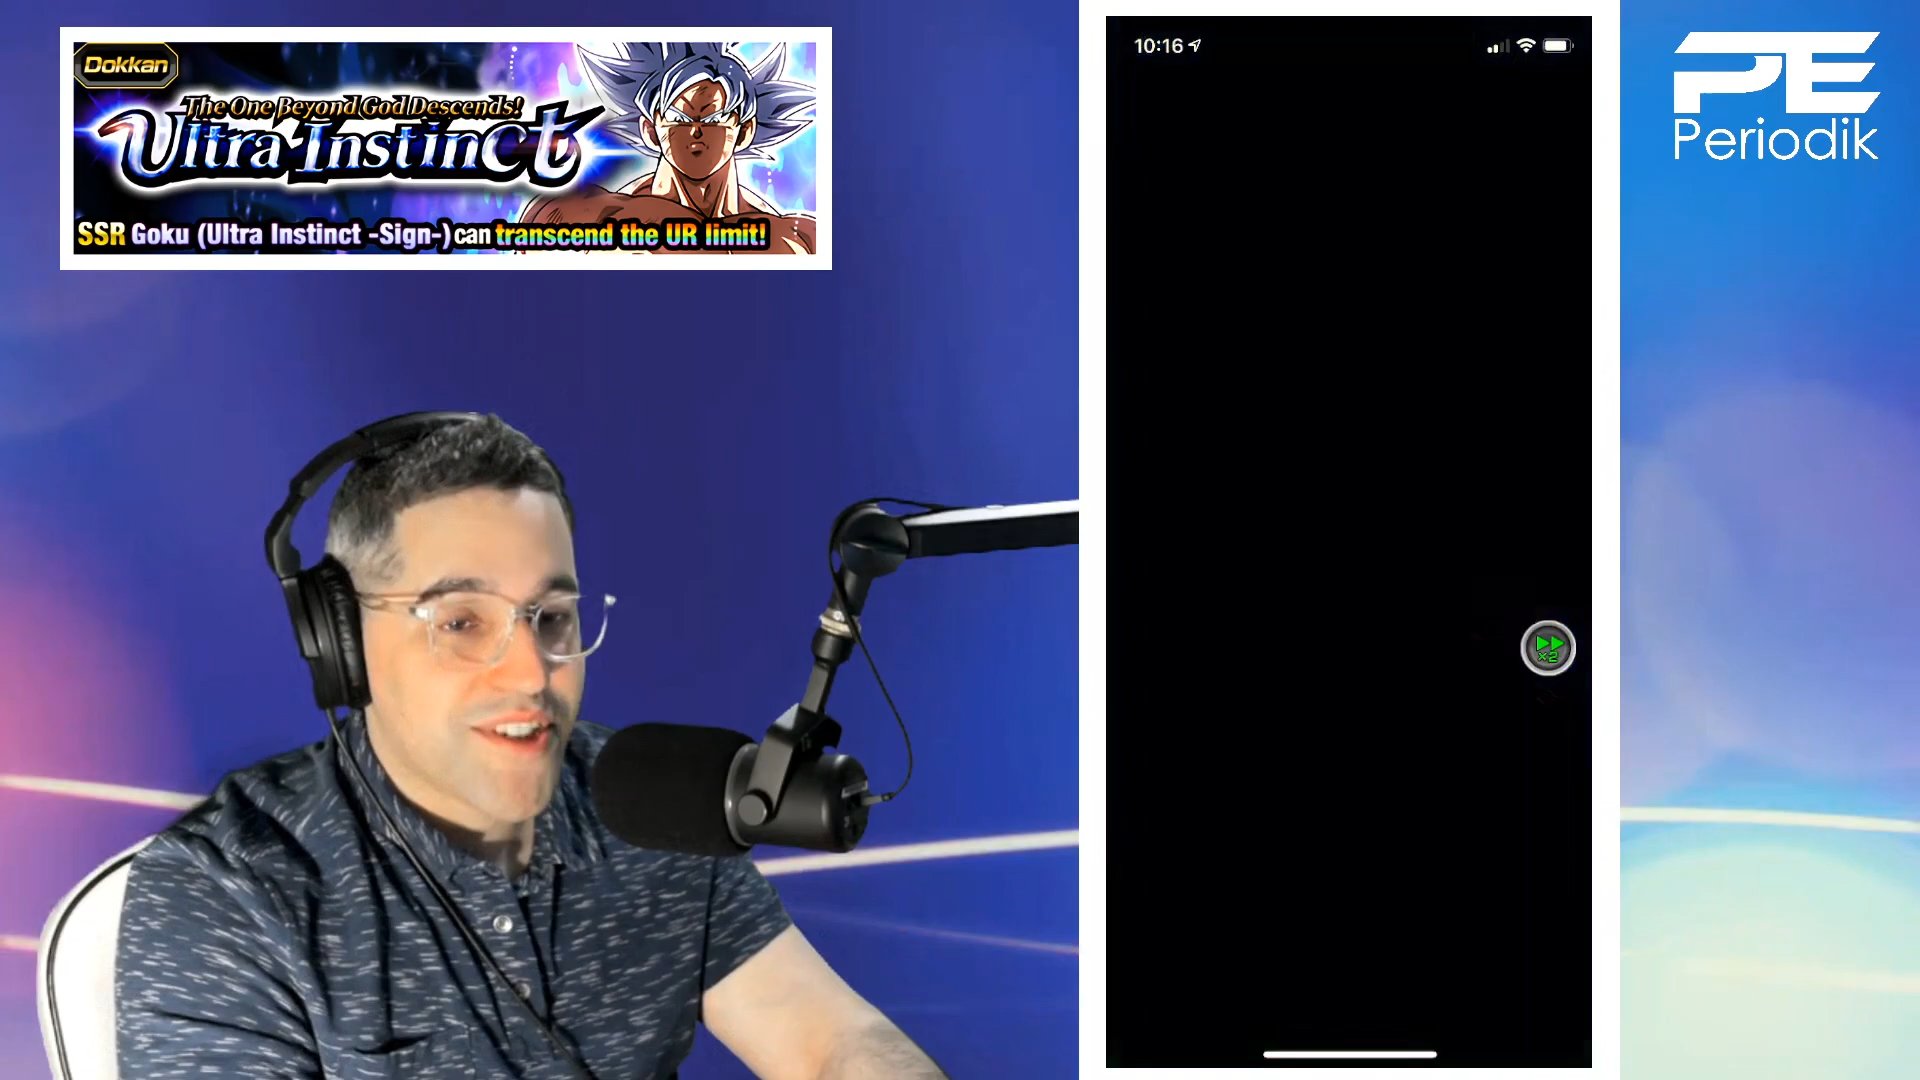 Dokkan
The One Beyond God Descends!
Ultra Instinct
SSR Goku (Ultra Instinct -Sign-) can transcend the UR limit!
10:16
x2
PE
Periodik